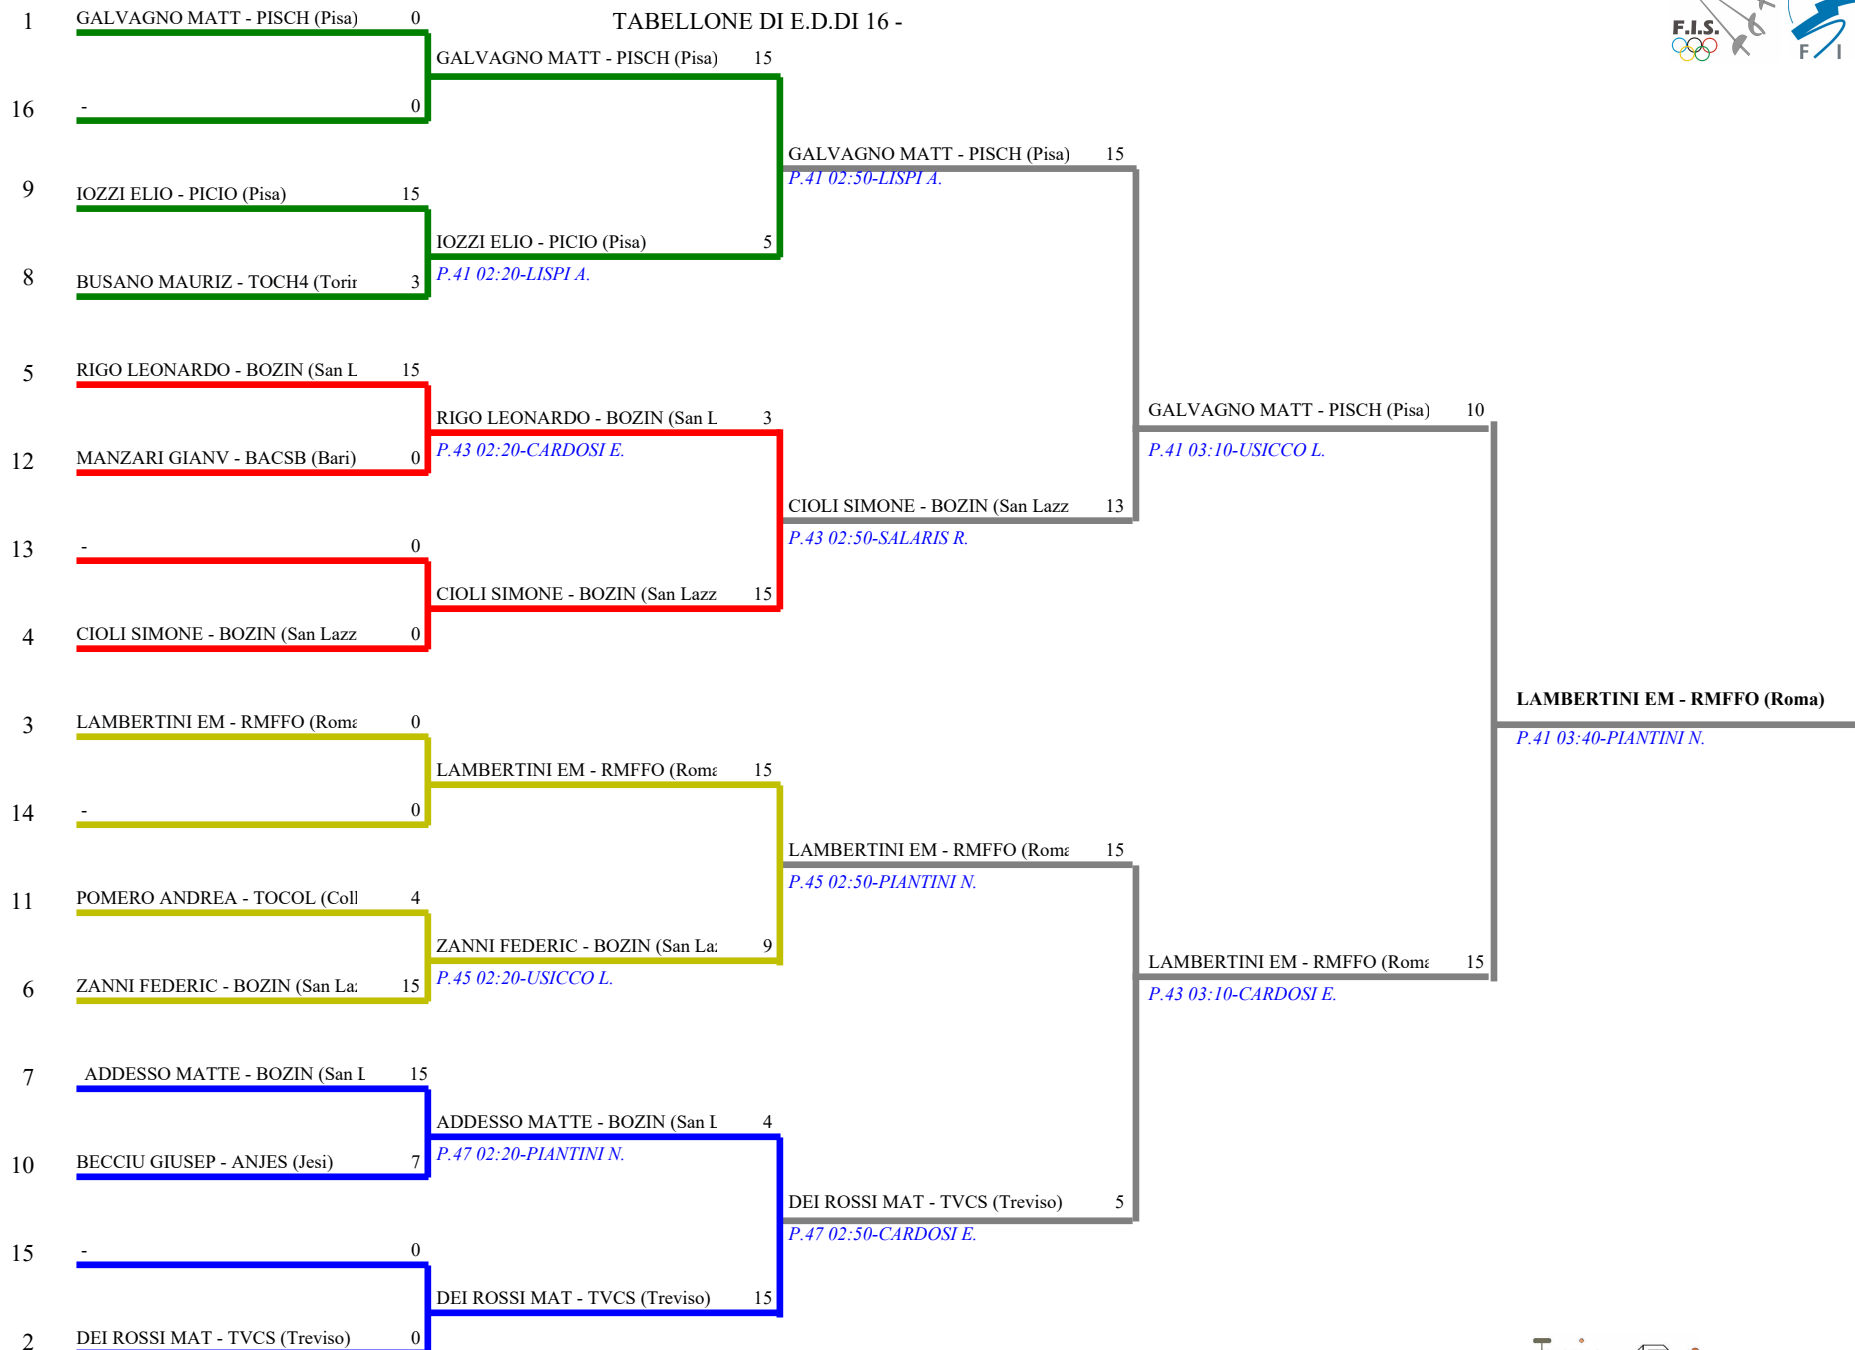 TABELLONE DI E.D.DI 16 -
F.I.S.
F I
1 GALVAGNO MATT - PISCH (Pisa) 0
GALVAGNO MATT - PISCH (Pisa) 15
16 - 0
GALVAGNO MATT - PISCH (Pisa) 15
P.41 02:50-LISPI A.
9 IOZZI ELIO - PICIO (Pisa) 15
IOZZI ELIO - PICIO (Pisa) 5
P.41 02:20-LISPI A.
8 BUSANO MAURIZ - TOCH4 (Torir 3
5 RIGO LEONARDO - BOZIN (San L 15
RIGO LEONARDO - BOZIN (San L 3
GALVAGNO MATT - PISCH (Pisa) 10
P.43 02:20-CARDOSI E.
P.41 03:10-USICCO L.
12 MANZARI GIANV - BACSB (Bari) 0
CIOLI SIMONE - BOZIN (San Lazz 13
P.43 02:50-SALARIS R.
13 - 0
CIOLI SIMONE - BOZIN (San Lazz 15
4 CIOLI SIMONE - BOZIN (San Lazz 0
LAMBERTINI EM - RMFFO (Roma)
P.41 03:40-PIANTINI N.
3 LAMBERTINI EM - RMFFO (Roma 0
LAMBERTINI EM - RMFFO (Roma 15
14 - 0
LAMBERTINI EM - RMFFO (Roma 15
P.45 02:50-PIANTINI N.
11 POMERO ANDREA - TOCOL (Coll 4
ZANNI FEDERIC - BOZIN (San La 9
LAMBERTINI EM - RMFFO (Roma 15
P.45 02:20-USICCO L.
P.43 03:10-CARDOSI E.
6 ZANNI FEDERIC - BOZIN (San La 15
7 ADDESSO MATTE - BOZIN (San L 15
ADDESSO MATTE - BOZIN (San L 4
P.47 02:20-PIANTINI N.
10 BECCIU GIUSEP - ANJES (Jesi) 7
DEI ROSSI MAT - TVCS (Treviso) 5
P.47 02:50-CARDOSI E.
15 - 0
DEI ROSSI MAT - TVCS (Treviso) 15
2 DEI ROSSI MAT - TVCS (Treviso) 0